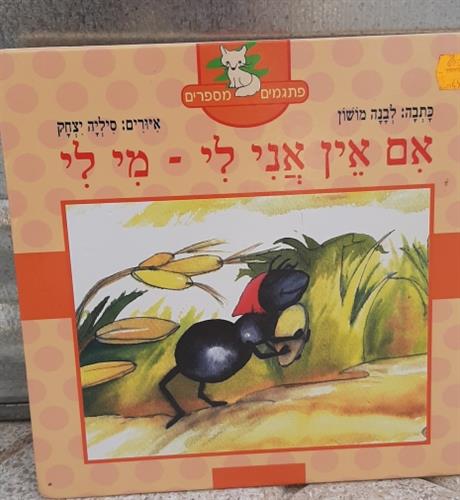 פתגמים מספרים
כָּתְבָה: לְבָנָה מוֹשׁוֹן
אִיּוּרִים: סִילְיָה יִצְחָק
אִם אֵין אֲנִי לִי - מִי לִי